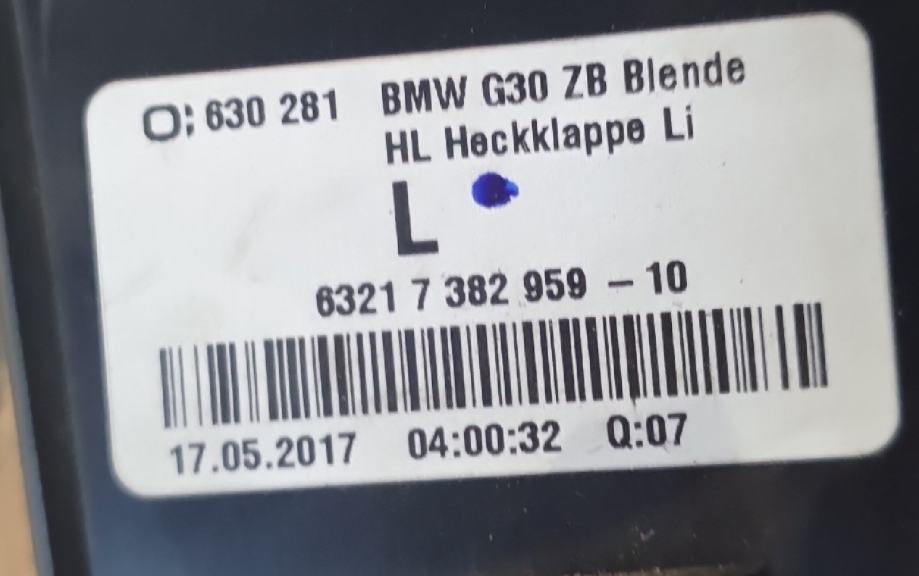 O; 630 281 BMW G30 ZB Blende
HL Heckklappe Li
L
6321 7 382 959 – 10
17.05.2017 04:00:32 Q:07